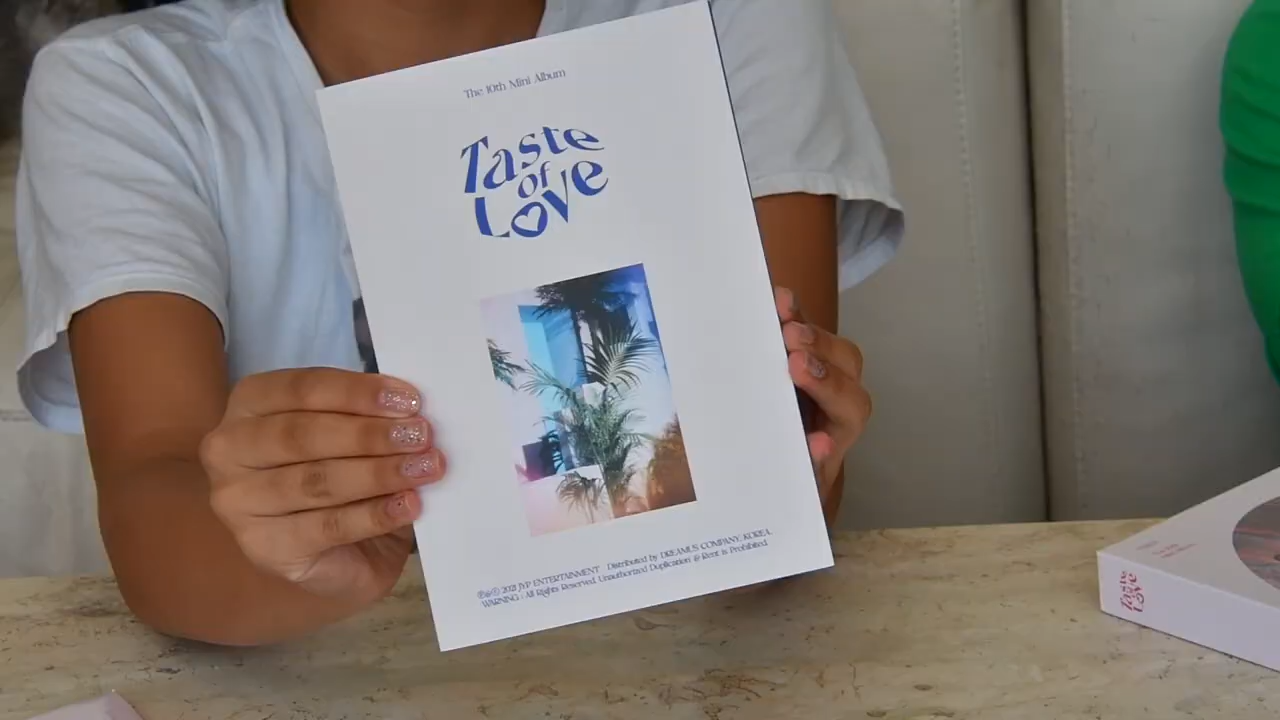 The 10th Mini Album
Taste
of
Love
℗&© 2021 JYP ENTERTAINMENT Distributed by DREAMUS COMPANY, KOREA.
WARNING : All Rights Reserved. Unauthorized Duplication & Rent is Prohibited.
Taste
of
Love